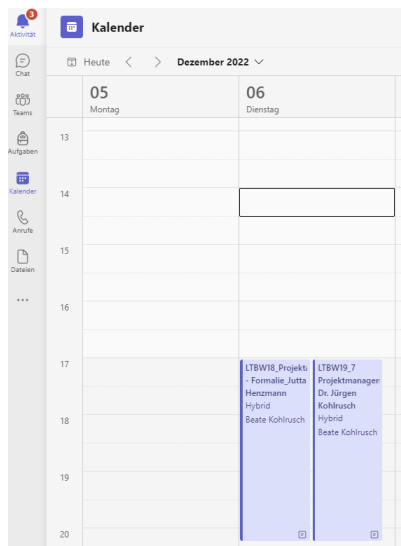 3
Aktivität
Chat
Teams
Aufgaben
Kalender
Anrufe
Dateien
Kalender
Heute
Dezember 2022
05
Montag
06
Dienstag
13
14
15
16
17
18
19
20
LTBW18_Projekt
- Formalie_Jutta
Henzmann
Hybrid
Beate Kohlrusch
LTBW19_7
Projektmanager
Dr. Jürgen
Kohlrusch
Hybrid
Beate Kohlrusch